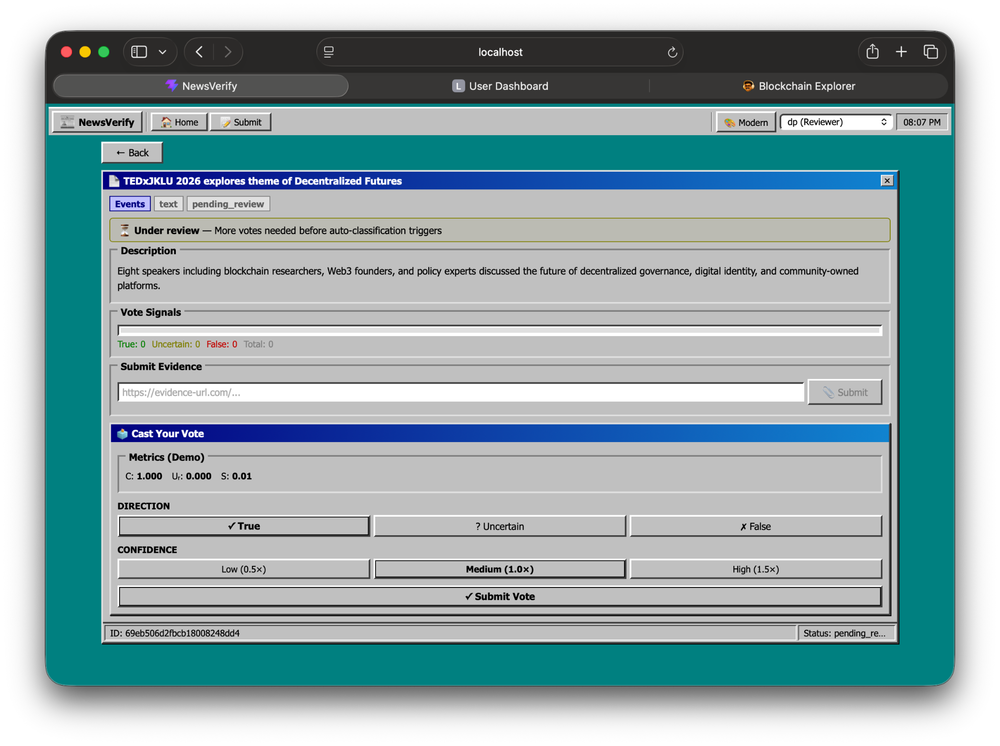 localhost
NewsVerify
L User Dashboard
Blockchain Explorer
NewsVerify
Home
Submit
Modern
dp (Reviewer)
08:07 PM
← Back
TEDxJKLU 2026 explores theme of Decentralized Futures
Events
text
pending_review
Under review — More votes needed before auto-classification triggers
Description
Eight speakers including blockchain researchers, Web3 founders, and policy experts discussed the future of decentralized governance, digital identity, and community-owned
platforms.
Vote Signals
True: 0 Uncertain: 0 False: 0 Total: 0
Submit Evidence
https://evidence-url.com/...
Submit
Cast Your Vote
Metrics (Demo)
C: 1.000 Uᵣ: 0.000 S: 0.01
DIRECTION
✓ True
? Uncertain
✗ False
CONFIDENCE
Low (0.5×)
Medium (1.0×)
High (1.5×)
✓ Submit Vote
ID: 69eb506d2fbcb18008248dd4
Status: pending_re...